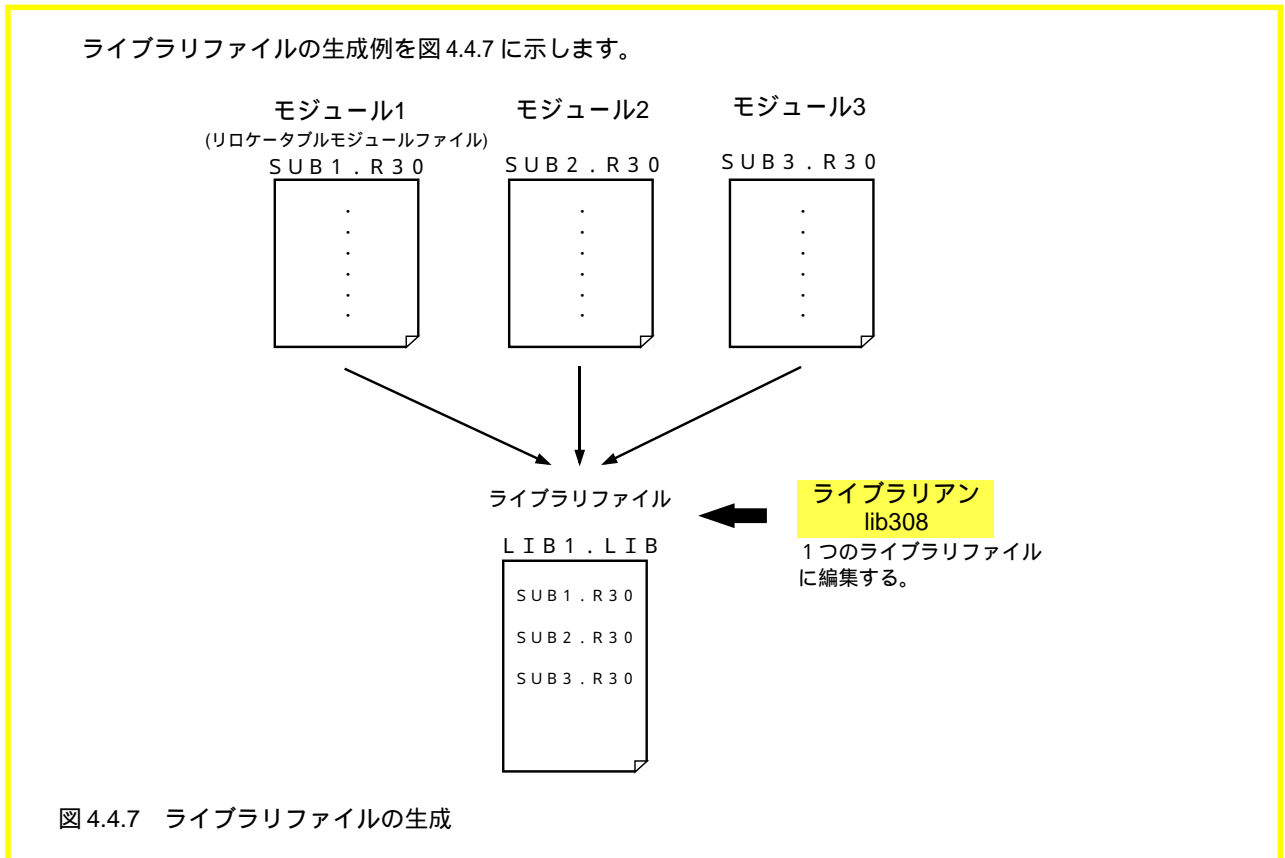 ライブラリファイルの生成例を図4.4.7に示します。
モジュール1
(リロケータブルモジュールファイル)
SUB1.R30
モジュール2
SUB2.R30
モジュール3
SUB3.R30
ライブラリファイル
LIB1.LIB
SUB1.R30
SUB2.R30
SUB3.R30
ライブラリアン
lib308
1つのライブラリファイル
に編集する。
図4.4.7 ライブラリファイルの生成